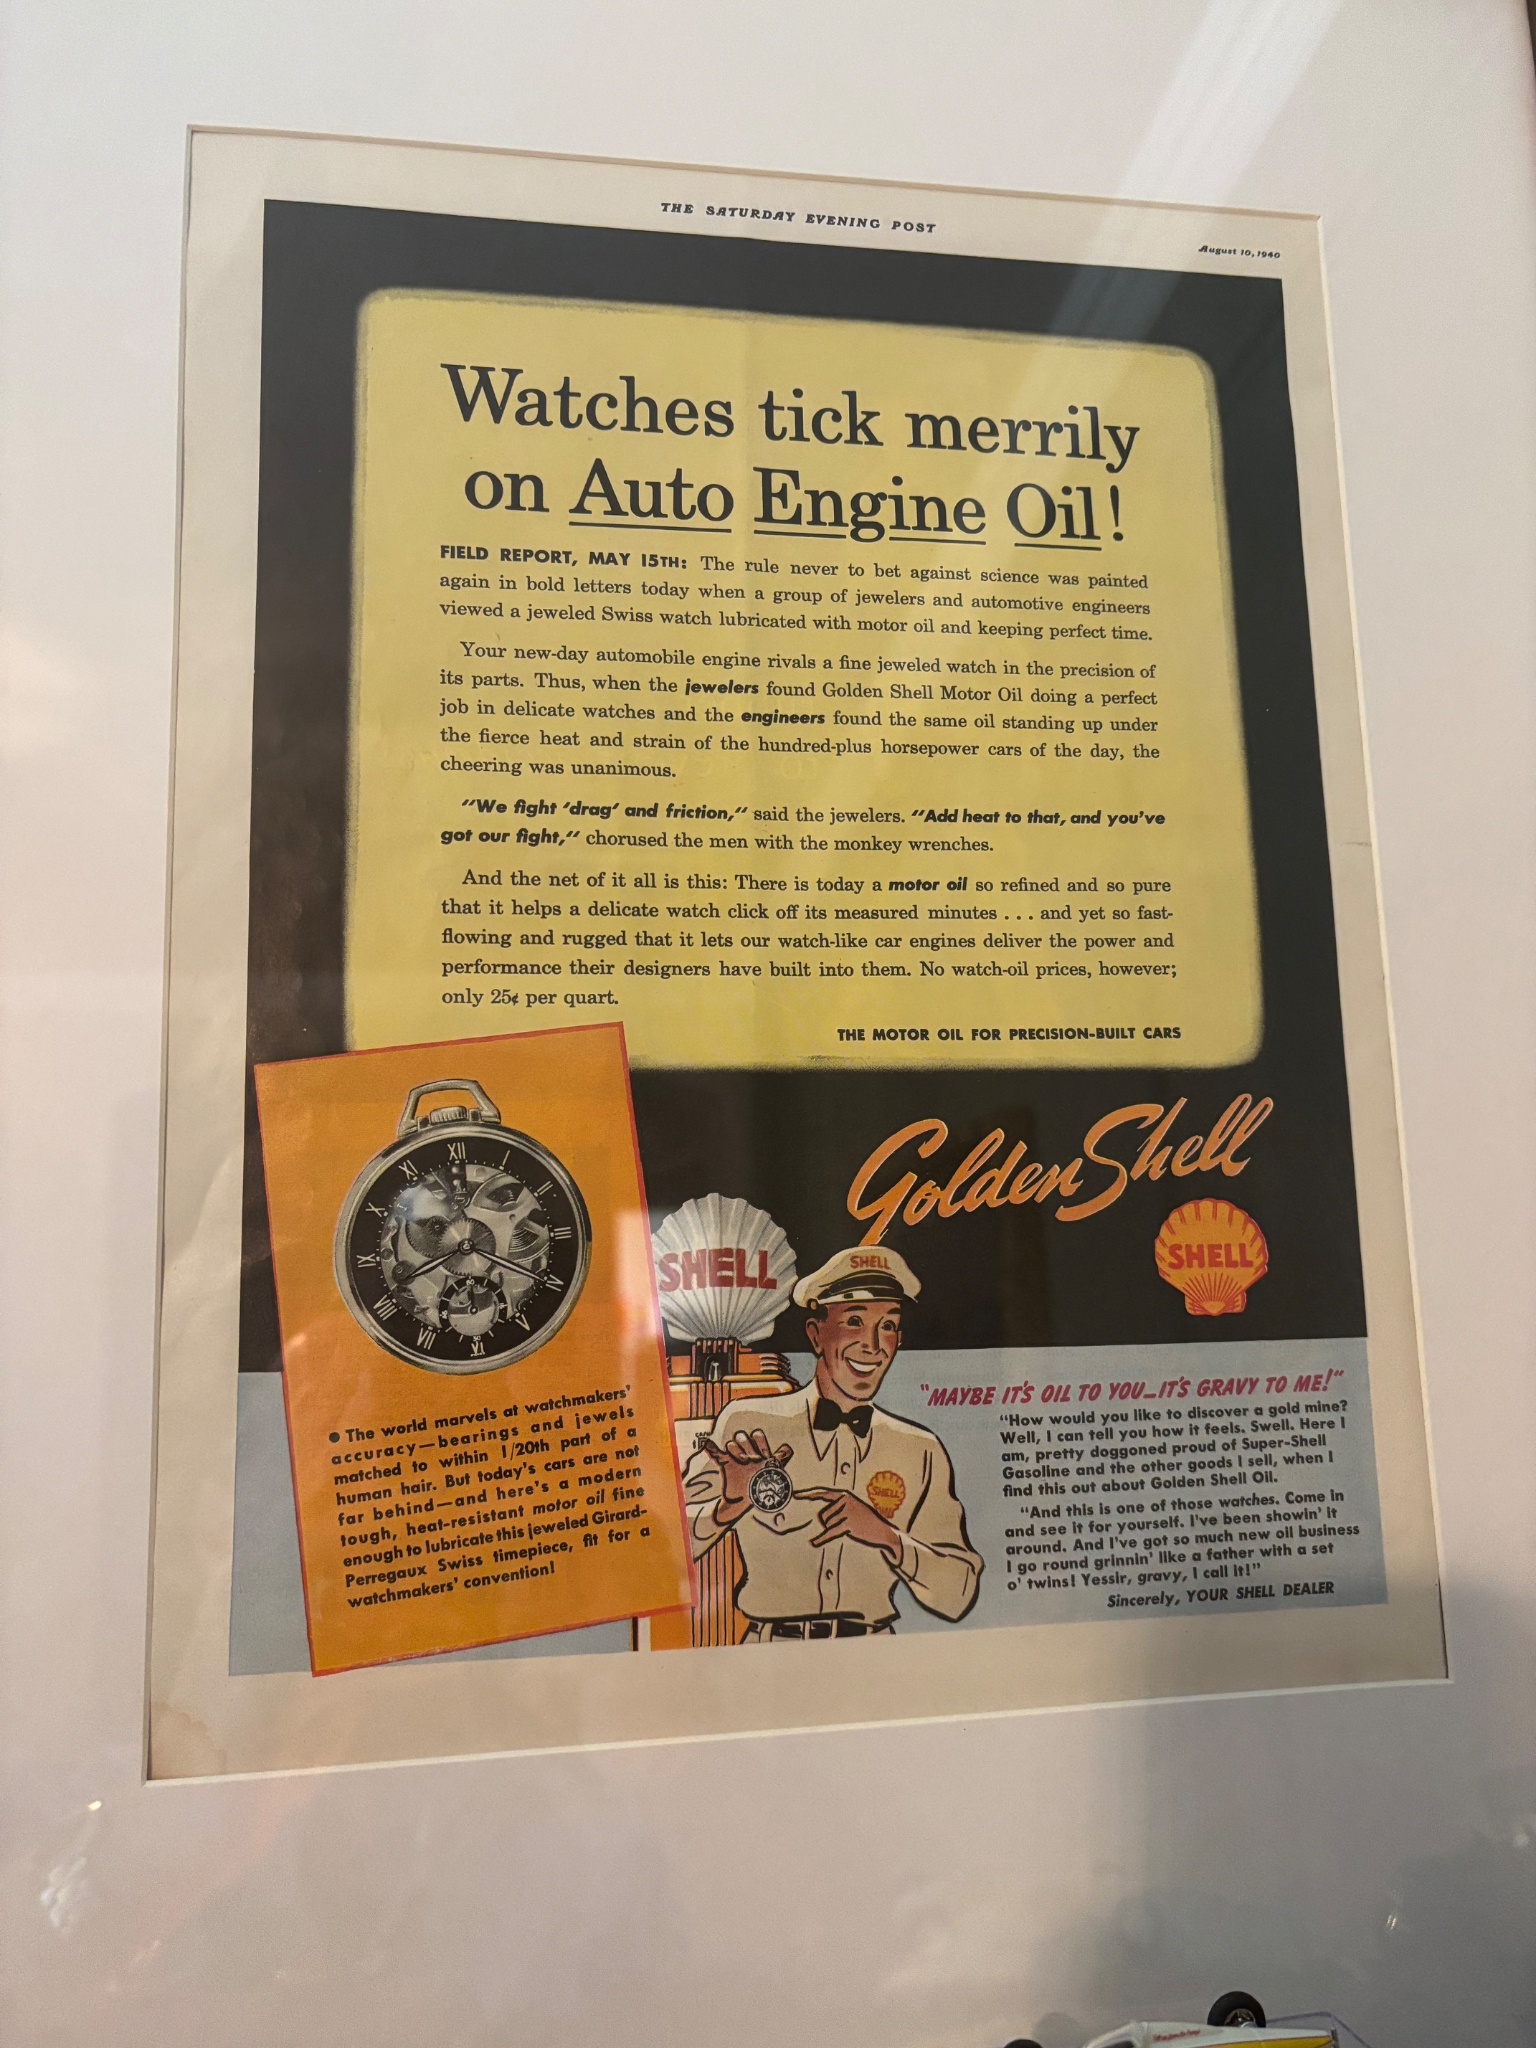 THE SATURDAY EVENING POST
August 10, 1940
Watches tick merrily
on Auto Engine Oil!
FIELD REPORT, MAY 15TH: The rule never to bet against science was painted
again in bold letters today when a group of jewelers and automotive engineers
viewed a jeweled Swiss watch lubricated with motor oil and keeping perfect time.
Your new-day automobile engine rivals a fine jeweled watch in the precision of
its parts. Thus, when the jewelers found Golden Shell Motor Oil doing a perfect
job in delicate watches and the engineers found the same oil standing up under
the fierce heat and strain of the hundred-plus horsepower cars of the day, the
cheering was unanimous.
"We fight 'drag' and friction," said the jewelers. "Add heat to that, and you've
got our fight," chorused the men with the monkey wrenches.
And the net of it all is this: There is today a motor oil so refined and so pure
that it helps a delicate watch click off its measured minutes . . . and yet so fast-
flowing and rugged that it lets our watch-like car engines deliver the power and
performance their designers have built into them. No watch-oil prices, however;
only 25¢ per quart.
THE MOTOR OIL FOR PRECISION-BUILT CARS
XII
I
II
III
IV
V
VI
VII
VIII
IX
X
XI
60
30
● The world marvels at watchmakers'
accuracy—bearings and jewels
matched to within 1/20th part of a
human hair. But today's cars are not
far behind—and here's a modern
tough, heat-resistant motor oil fine
enough to lubricate this jeweled Girard-
Perregaux Swiss timepiece, fit for a
watchmakers' convention!
Golden Shell
SHELL
SHELL
SHELL
SHELL
"MAYBE IT'S OIL TO YOU—IT'S GRAVY TO ME!"
"How would you like to discover a gold mine?
Well, I can tell you how it feels. Swell. Here I
am, pretty doggoned proud of Super-Shell
Gasoline and the other goods I sell, when I
find this out about Golden Shell Oil.
"And this is one of those watches. Come in
and see it for yourself. I've been showin' it
around. And I've got so much new oil business
I go round grinnin' like a father with a set
o' twins! Yessir, gravy, I call it!"
Sincerely, YOUR SHELL DEALER